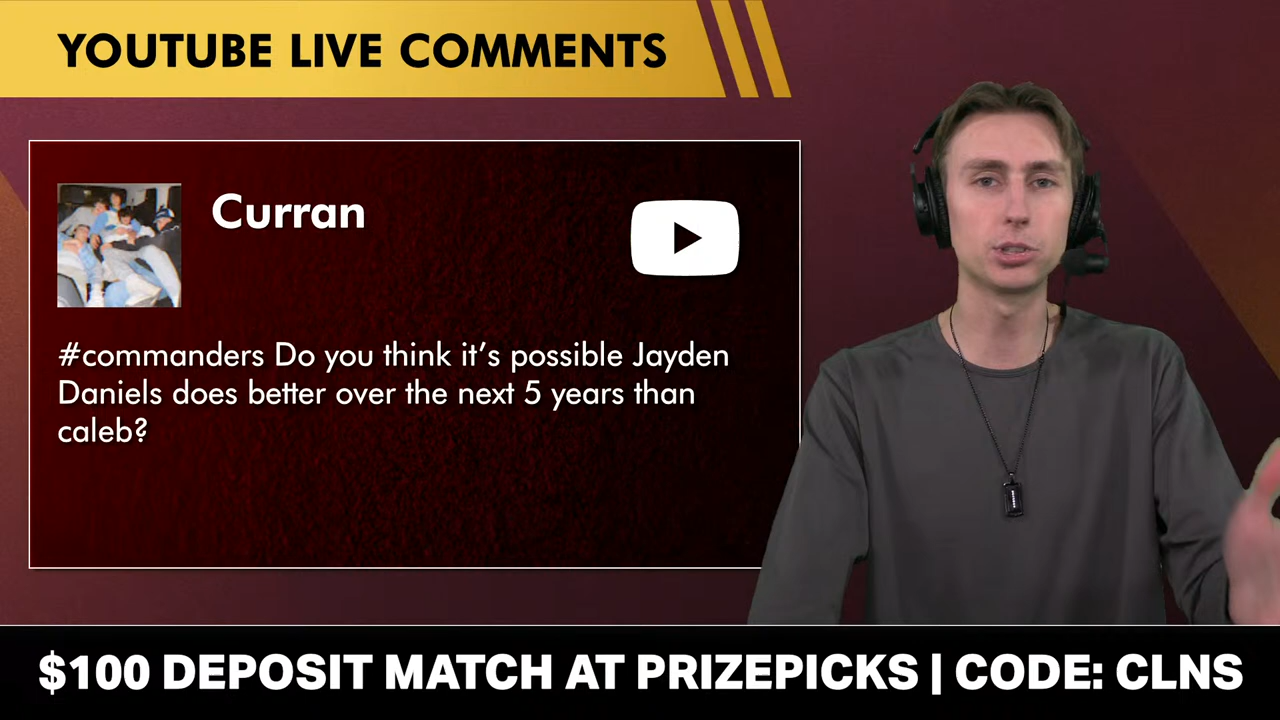 YOUTUBE LIVE COMMENTS
Curran
#commanders Do you think it's possible Jayden
Daniels does better over the next 5 years than
caleb?
$100 DEPOSIT MATCH AT PRIZEPICKS | CODE: CLNS